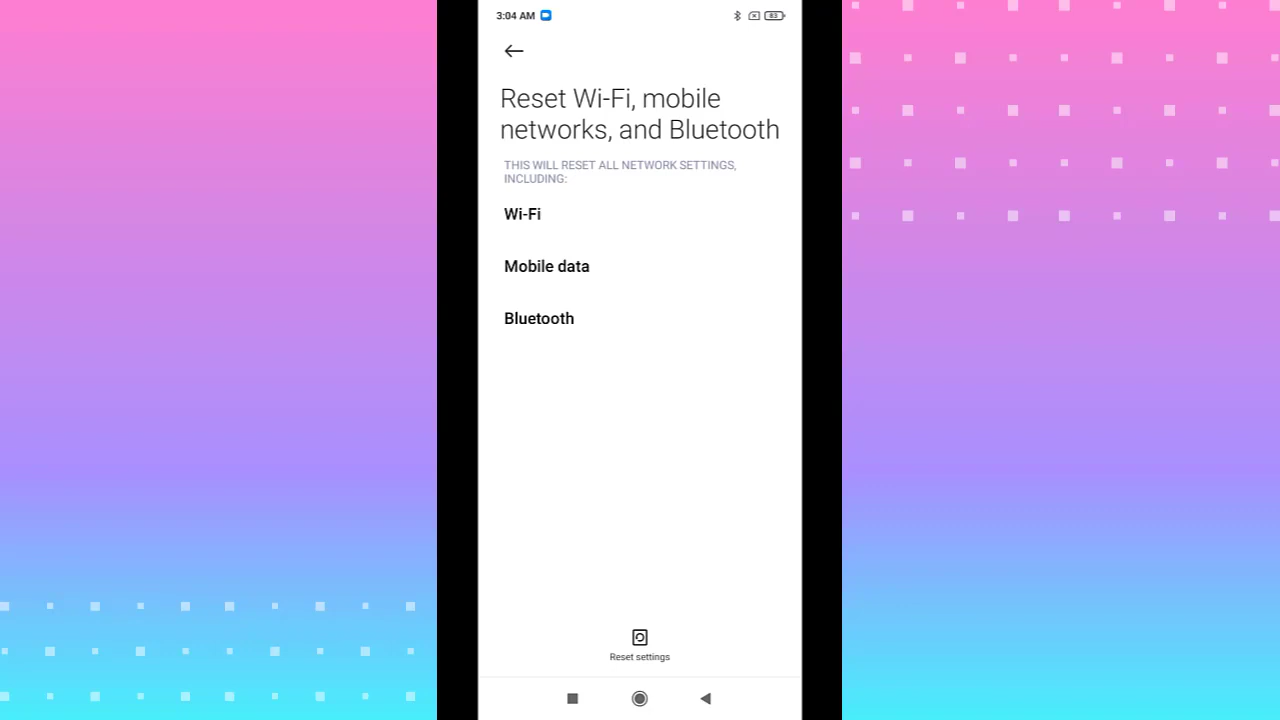 3:04 AM
83
Reset Wi-Fi, mobile
networks, and Bluetooth
THIS WILL RESET ALL NETWORK SETTINGS,
INCLUDING:
Wi-Fi
Mobile data
Bluetooth
Reset settings